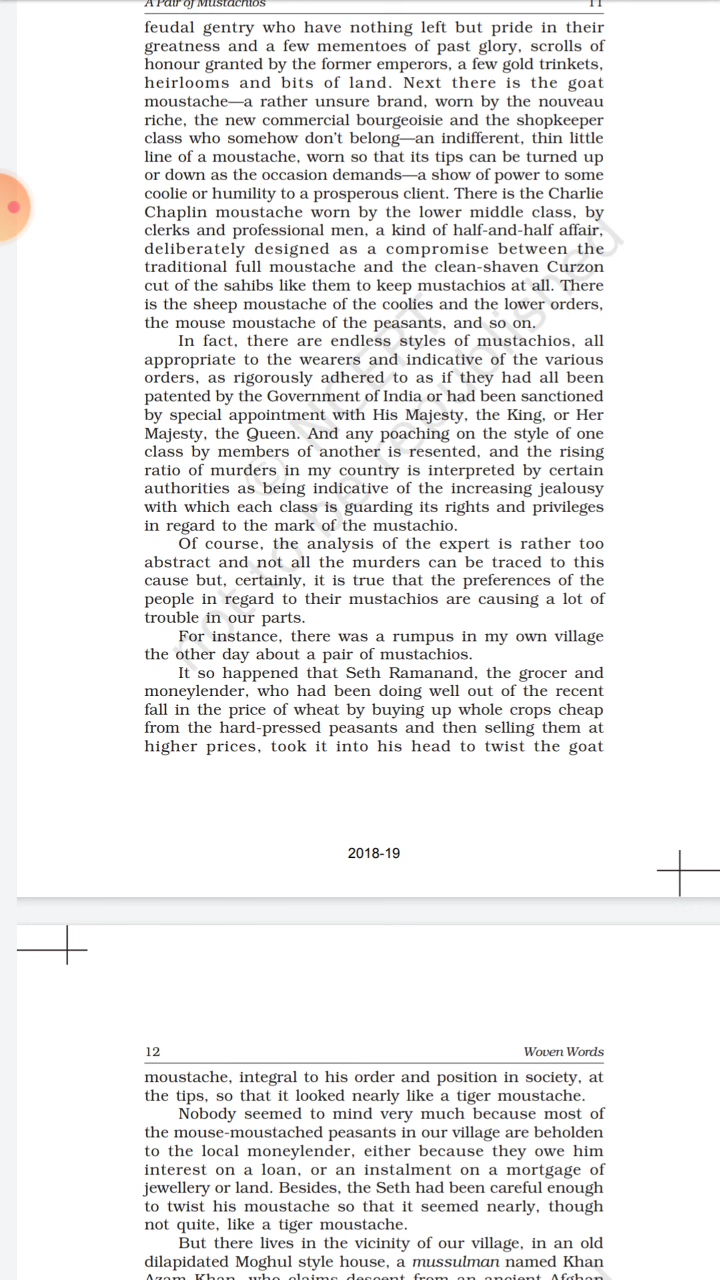 A Pair of Mustachios 11
feudal gentry who have nothing left but pride in their
greatness and a few mementoes of past glory, scrolls of
honour granted by the former emperors, a few gold trinkets,
heirlooms and bits of land. Next there is the goat
moustache—a rather unsure brand, worn by the nouveau
riche, the new commercial bourgeoisie and the shopkeeper
class who somehow don't belong—an indifferent, thin little
line of a moustache, worn so that its tips can be turned up
or down as the occasion demands—a show of power to some
coolie or humility to a prosperous client. There is the Charlie
Chaplin moustache worn by the lower middle class, by
clerks and professional men, a kind of half-and-half affair,
deliberately designed as a compromise between the
traditional full moustache and the clean-shaven Curzon
cut of the sahibs like them to keep mustachios at all. There
is the sheep moustache of the coolies and the lower orders,
the mouse moustache of the peasants, and so on.
In fact, there are endless styles of mustachios, all
appropriate to the wearers and indicative of the various
orders, as rigorously adhered to as if they had all been
patented by the Government of India or had been sanctioned
by special appointment with His Majesty, the King, or Her
Majesty, the Queen. And any poaching on the style of one
class by members of another is resented, and the rising
ratio of murders in my country is interpreted by certain
authorities as being indicative of the increasing jealousy
with which each class is guarding its rights and privileges
in regard to the mark of the mustachio.
Of course, the analysis of the expert is rather too
abstract and not all the murders can be traced to this
cause but, certainly, it is true that the preferences of the
people in regard to their mustachios are causing a lot of
trouble in our parts.
For instance, there was a rumpus in my own village
the other day about a pair of mustachios.
It so happened that Seth Ramanand, the grocer and
moneylender, who had been doing well out of the recent
fall in the price of wheat by buying up whole crops cheap
from the hard-pressed peasants and then selling them at
higher prices, took it into his head to twist the goat
© NCERT
not to be republished
2018-19
12 Woven Words
moustache, integral to his order and position in society, at
the tips, so that it looked nearly like a tiger moustache.
Nobody seemed to mind very much because most of
the mouse-moustached peasants in our village are beholden
to the local moneylender, either because they owe him
interest on a loan, or an instalment on a mortgage of
jewellery or land. Besides, the Seth had been careful enough
to twist his moustache so that it seemed nearly, though
not quite, like a tiger moustache.
But there lives in the vicinity of our village, in an old
dilapidated Moghul style house, a mussulman named Khan
Azam Khan, who claims descent from an ancient Afghan